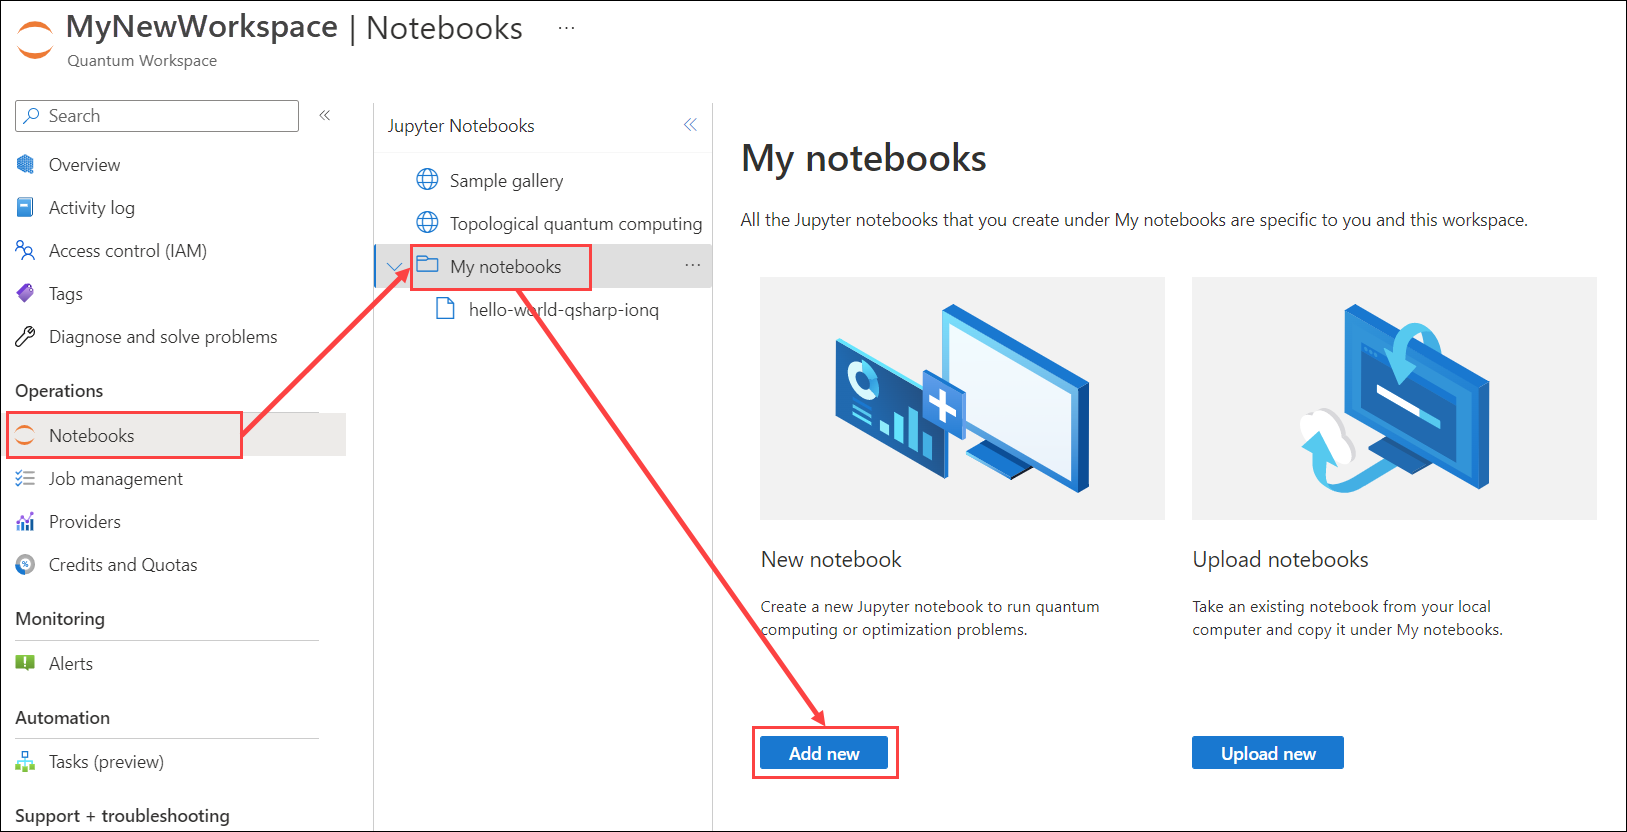 MyNewWorkspace | Notebooks ...
Quantum Workspace
Search
Overview
Activity log
Access control (IAM)
Tags
Diagnose and solve problems
Operations
Notebooks
Job management
Providers
Credits and Quotas
Monitoring
Alerts
Automation
Tasks (preview)
Support + troubleshooting
Jupyter Notebooks
Sample gallery
Topological quantum computing
My notebooks ...
hello-world-qsharp-ionq
My notebooks
All the Jupyter notebooks that you create under My notebooks are specific to you and this workspace.
New notebook
Create a new Jupyter notebook to run quantum
computing or optimization problems.
Add new
Upload notebooks
Take an existing notebook from your local
computer and copy it under My notebooks.
Upload new